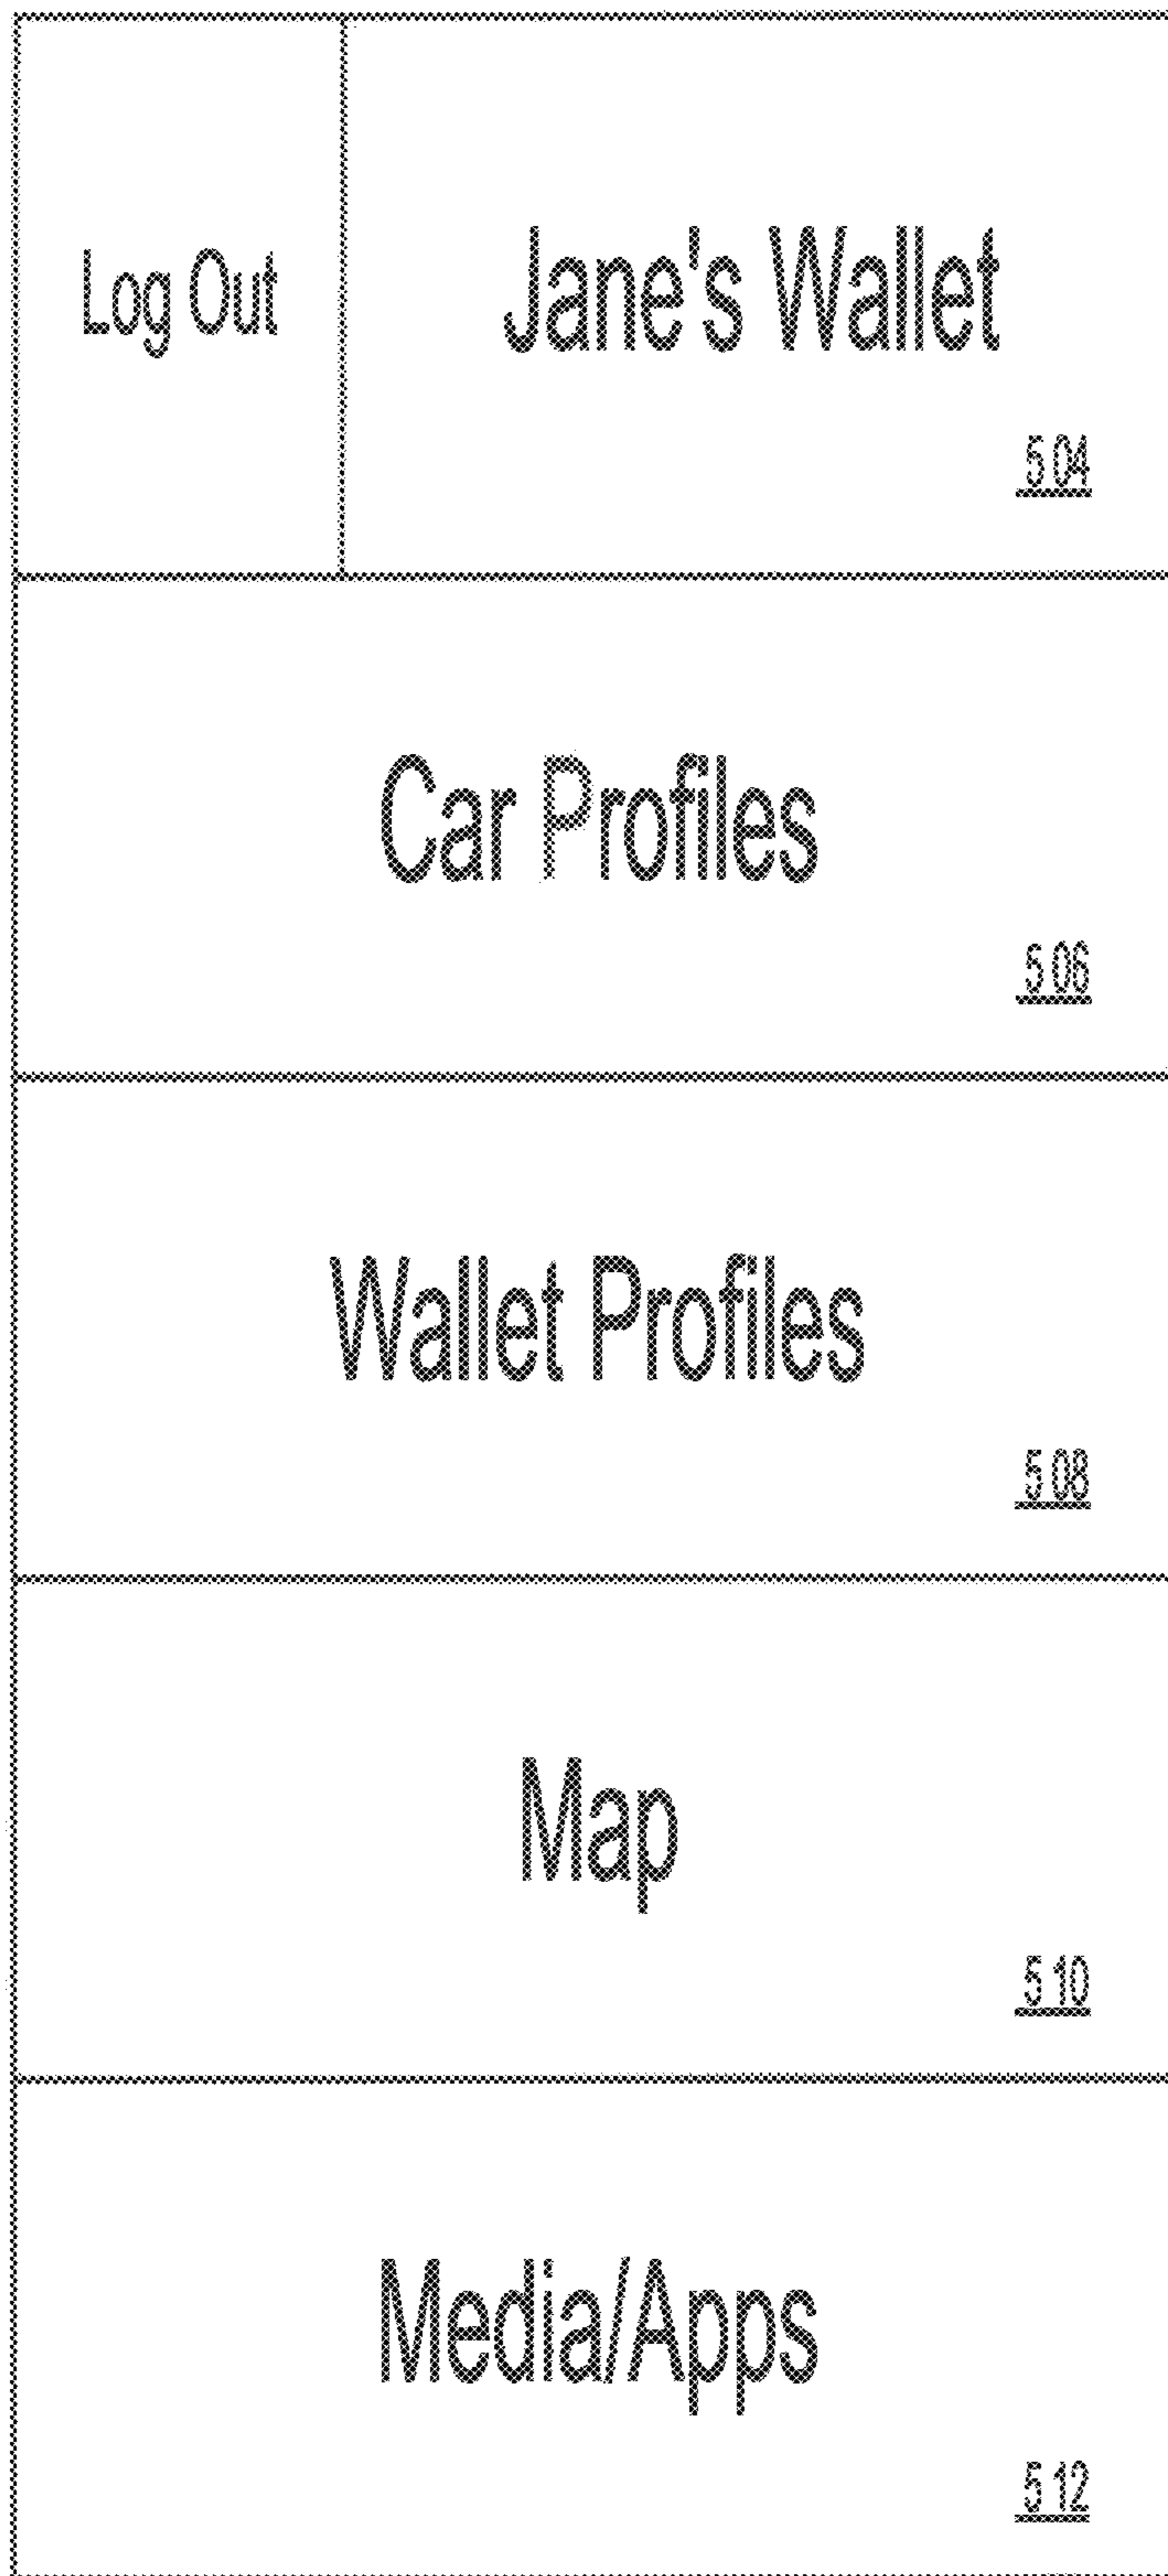 Log Out
Jane's Wallet
504
Car Profiles
506
Wallet Profiles
508
Map
510
Media/Apps
512